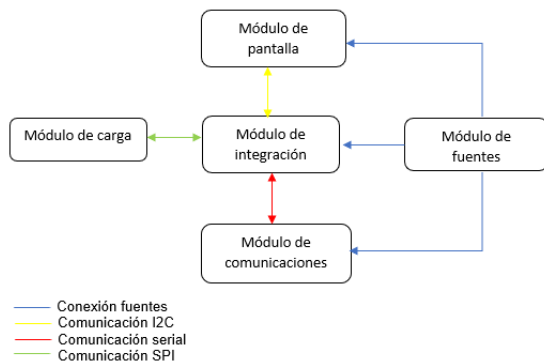 Módulo de
pantalla
Módulo de carga
Módulo de
integración
Módulo de
fuentes
Módulo de
comunicaciones
Conexión fuentes
Comunicación I2C
Comunicación serial
Comunicación SPI